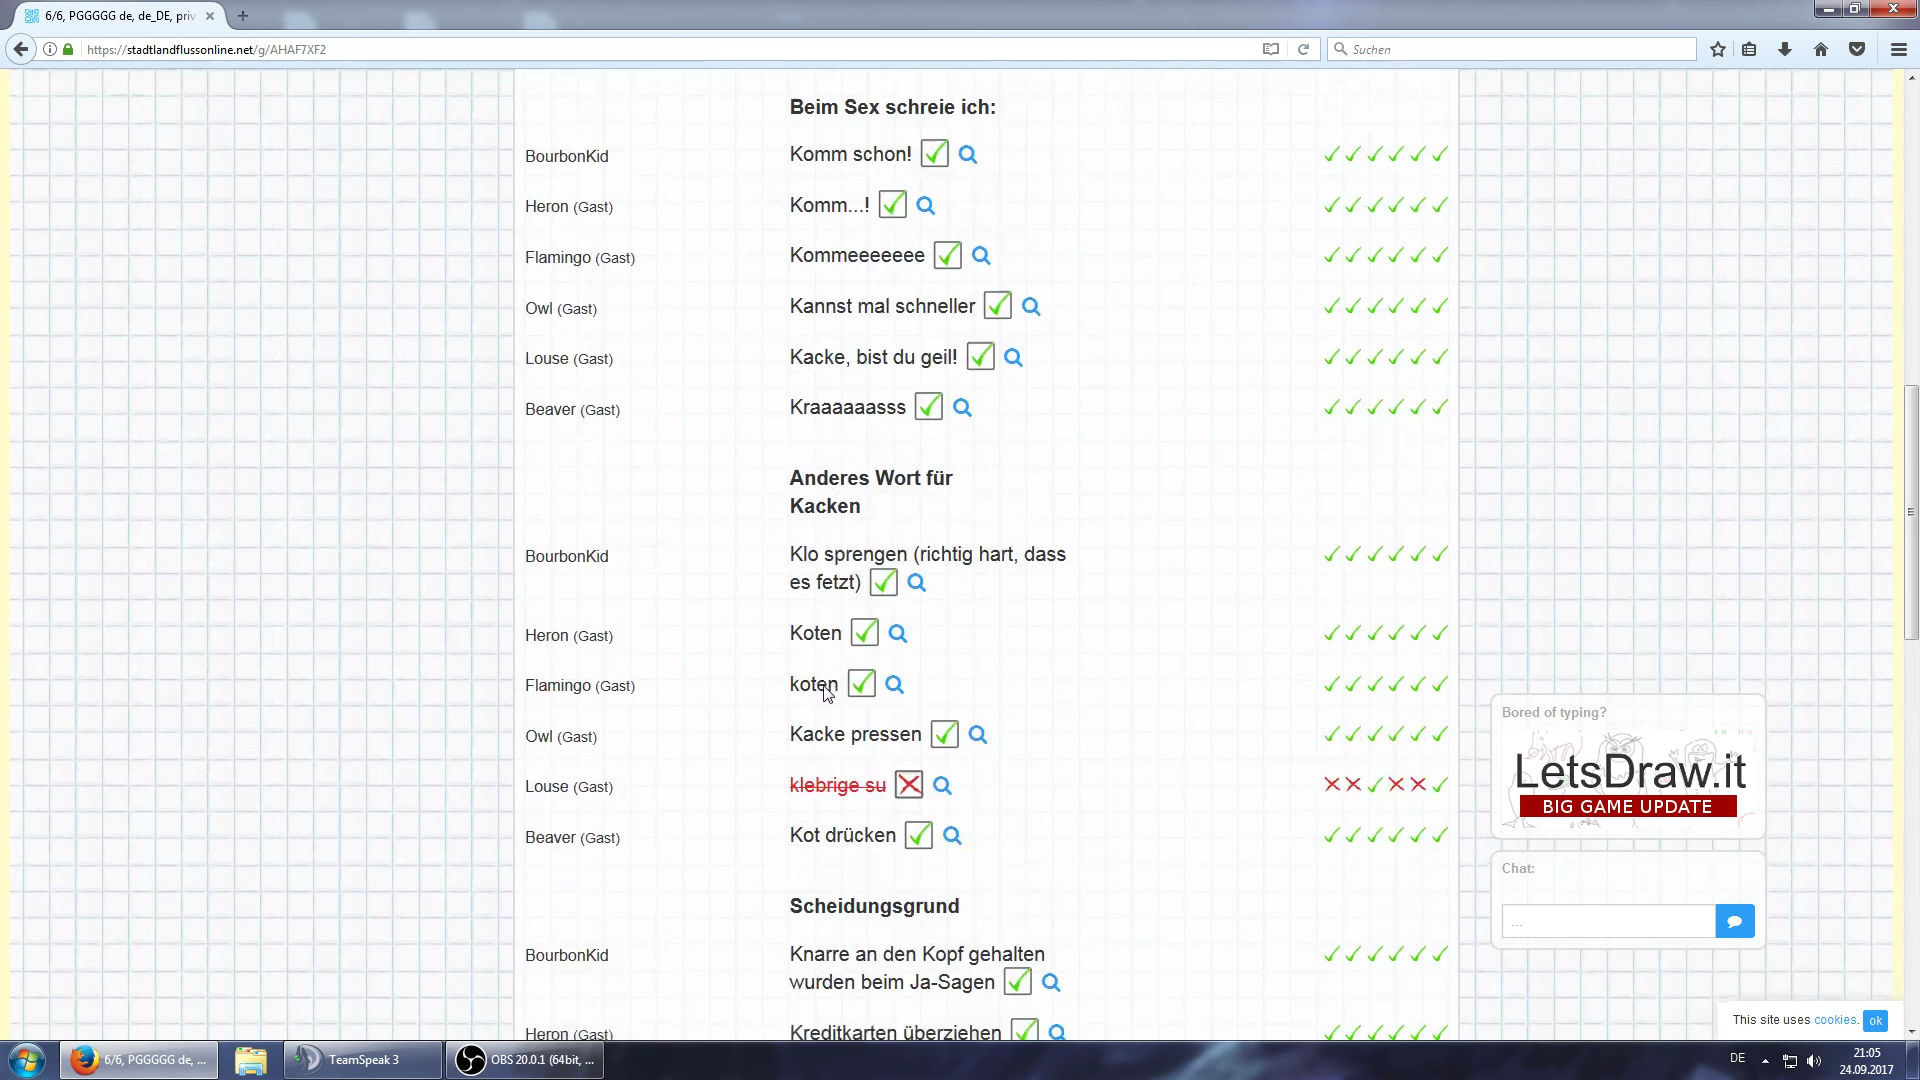 6/6, PGGGGG de, de_DE, priv
https://stadtlandflussonline.net/g/AHAF7XF2
Suchen
Beim Sex schreie ich:
BourbonKid
Komm schon!
Heron (Gast)
Komm...!
Flamingo (Gast)
Kommeeeeeee
Owl (Gast)
Kannst mal schneller
Louse (Gast)
Kacke, bist du geil!
Beaver (Gast)
Kraaaaaasss
Anderes Wort für
Kacken
BourbonKid
Klo sprengen (richtig hart, dass
es fetzt)
Heron (Gast)
Koten
Flamingo (Gast)
koten
Owl (Gast)
Kacke pressen
Louse (Gast)
klebrige su
Beaver (Gast)
Kot drücken
Scheidungsgrund
BourbonKid
Knarre an den Kopf gehalten
wurden beim Ja-Sagen
Heron (Gast)
Kreditkarten überziehen
Bored of typing?
LetsDraw.it
BIG GAME UPDATE
Chat:
...
This site uses cookies. ok
6/6, PGGGGG de, ...
TeamSpeak 3
OBS 20.0.1 (64bit, ...
DE
21:05
24.09.2017